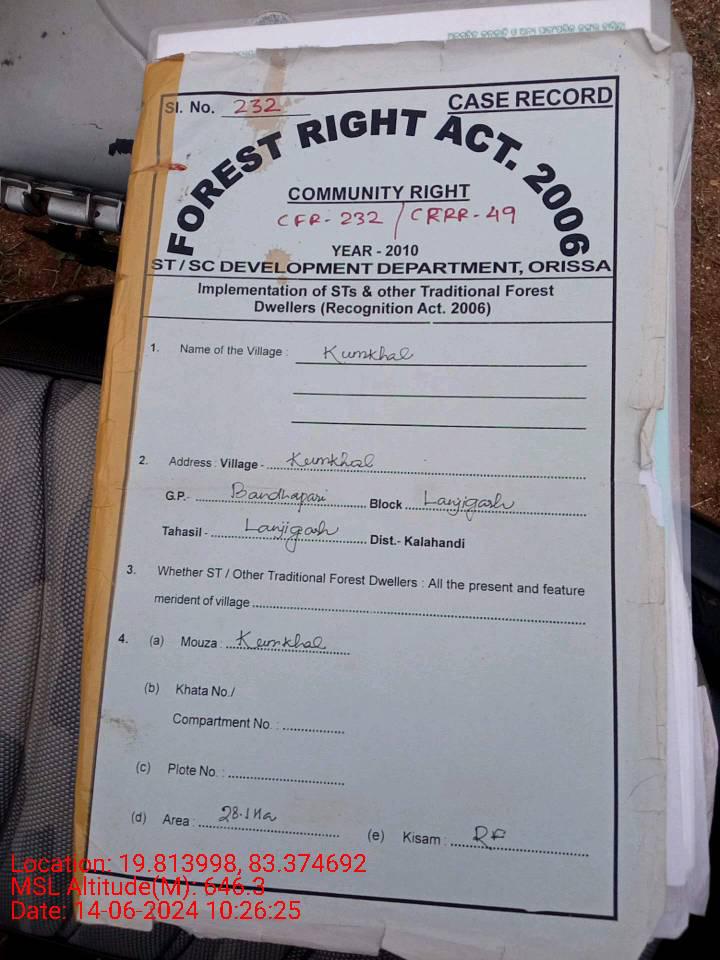 Sl. No. 232
CASE RECORD
FOREST RIGHT ACT. 2006
COMMUNITY RIGHT
CFR-232 / CRRR-49
YEAR - 2010
ST / SC DEVELOPMENT DEPARTMENT, ORISSA
Implementation of STs & other Traditional Forest
Dwellers (Recognition Act. 2006)
1. Name of the Village : Kumkhal
2. Address : Village - Kumkhal
G.P.- Bandhapari Block Lanjigarh
Tahasil - Lanjigarh Dist.- Kalahandi
3. Whether ST / Other Traditional Forest Dwellers : All the present and feature
merident of village
4. (a) Mouza : Kumkhal
(b) Khata No./
Compartment No. :
(c) Plote No. :
(d) Area : 28.1 Ha (e) Kisam : RF
Location: 19.813998, 83.374692
MSL Altitude(M): 646.3
Date: 14-06-2024 10:26:25